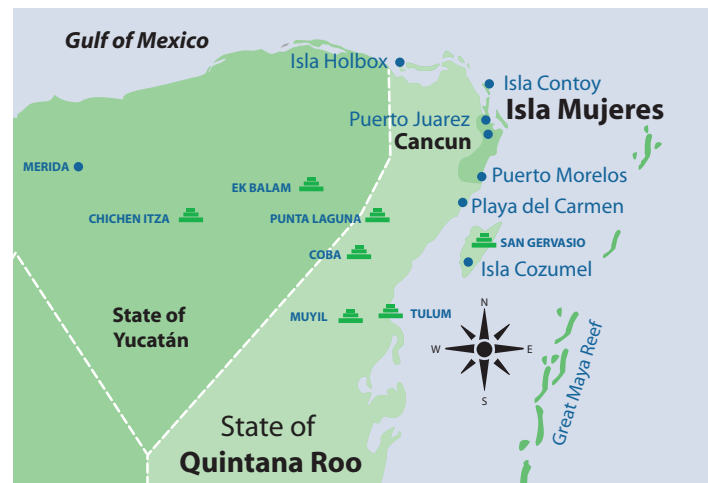 Gulf of Mexico
Isla Holbox
Isla Contoy
Isla Mujeres
Puerto Juarez
Cancun
MERIDA
EK BALAM
Puerto Morelos
CHICHEN ITZA
PUNTA LAGUNA
Playa del Carmen
SAN GERVASIO
COBA
Isla Cozumel
State of
Yucatán
MUYIL
TULUM
N
W
E
S
Great Maya Reef
State of
Quintana Roo